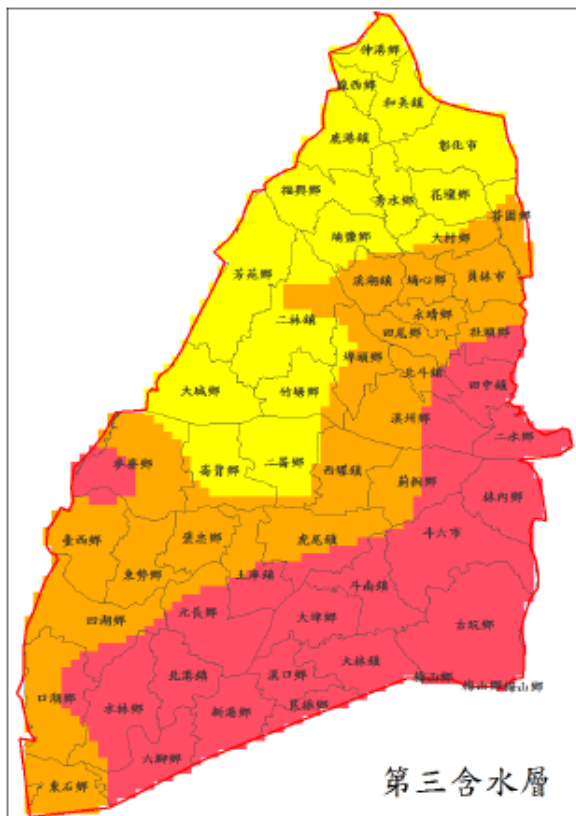 伸港鄉
線西鄉
和美鎮
鹿港鎮
彰化市
福興鄉
秀水鄉
花壇鄉
芬園鄉
埔鹽鄉
大村鄉
芳苑鄉
溪湖鎮
埔心鄉
員林市
二林鎮
永靖鄉
田尾鄉
社頭鄉
埤頭鄉
北斗鎮
田中鎮
大城鄉
竹塘鄉
溪州鄉
二水鄉
麥寮鄉
崙背鄉
二崙鄉
西螺鎮
莿桐鄉
林內鄉
臺西鄉
褒忠鄉
虎尾鎮
斗六市
東勢鄉
土庫鎮
斗南鎮
四湖鄉
元長鄉
大埤鄉
古坑鄉
口湖鄉
北港鎮
溪口鄉
大林鎮
梅山鄉
梅山鄉
梅山鄉
水林鄉
新港鄉
民雄鄉
六腳鄉
東石鄉
第三含水層